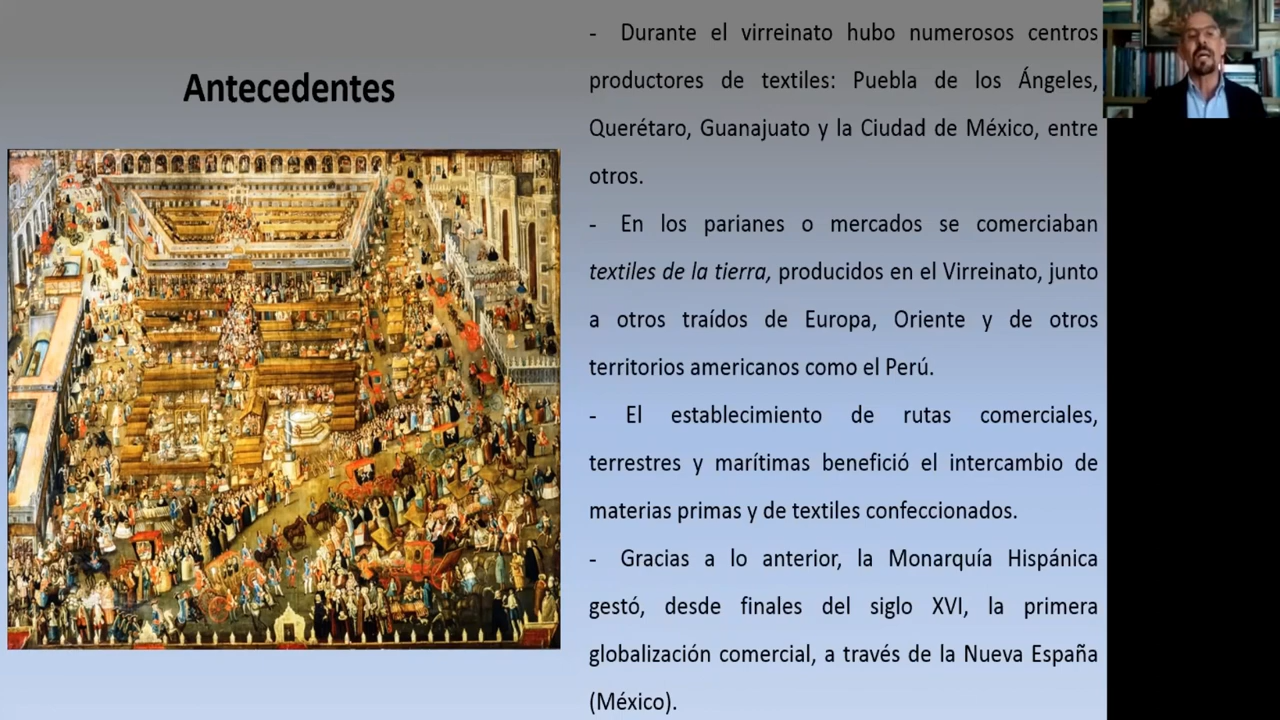 Antecedentes
- Durante el virreinato hubo numerosos centros
productores de textiles: Puebla de los Ángeles,
Querétaro, Guanajuato y la Ciudad de México, entre
otros.
- En los parianes o mercados se comerciaban
textiles de la tierra, producidos en el Virreinato, junto
a otros traídos de Europa, Oriente y de otros
territorios americanos como el Perú.
- El establecimiento de rutas comerciales,
terrestres y marítimas benefició el intercambio de
materias primas y de textiles confeccionados.
- Gracias a lo anterior, la Monarquía Hispánica
gestó, desde finales del siglo XVI, la primera
globalización comercial, a través de la Nueva España
(México).